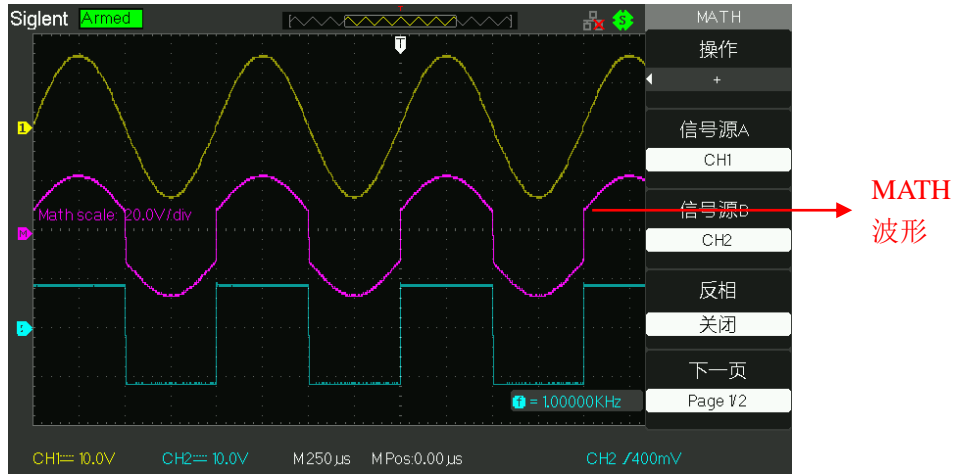 Siglent Armed T S MATH
T
操作
+
1
信号源A
CH1
Math scale: 20.0V/div
信号源B
MATH
波形
M
CH2
反相
关闭
下一页
f = 1.00000KHz
Page 1/2
CH1 10.0V CH2 10.0V M 250μs M Pos:0.00μs CH2 400mV